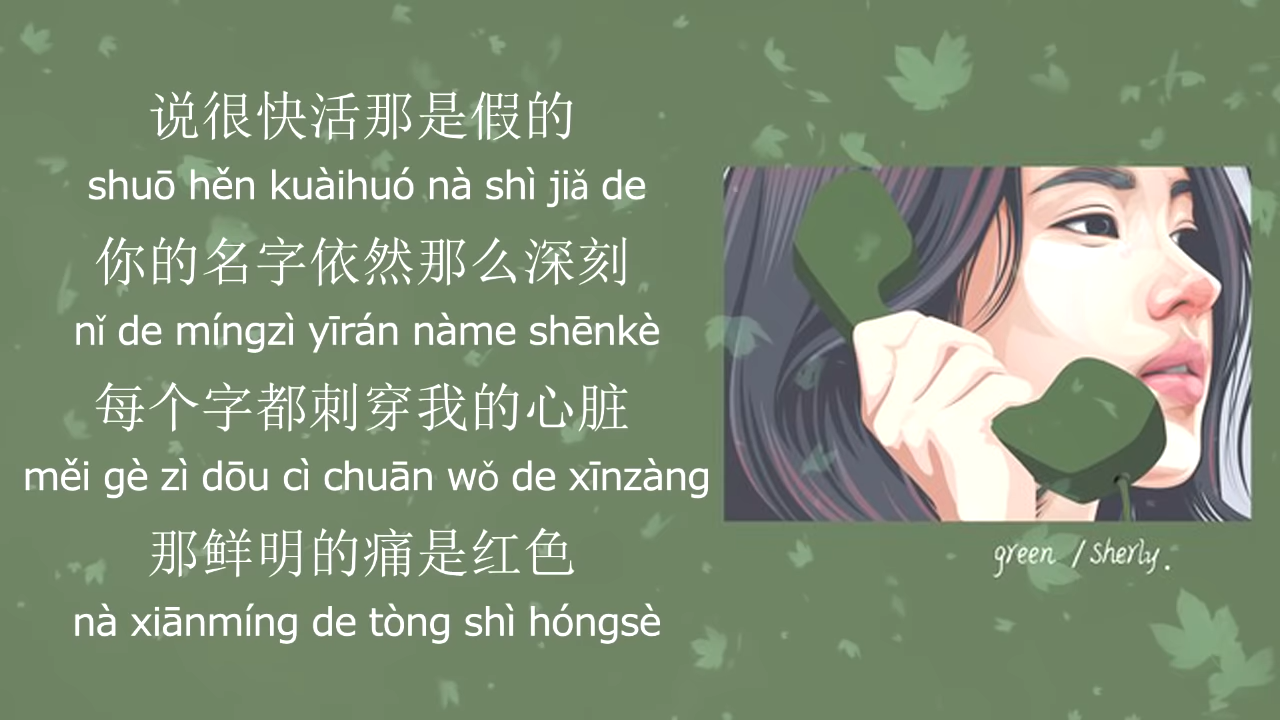 说很快活那是假的
shuō hěn kuàihuó nà shì jiǎ de
你的名字依然那么深刻
nǐ de míngzì yīrán nàme shēnkè
每个字都刺穿我的心脏
měi gè zì dōu cì chuān wǒ de xīnzàng
那鲜明的痛是红色
nà xiānmíng de tòng shì hóngsè
green / Sherly.